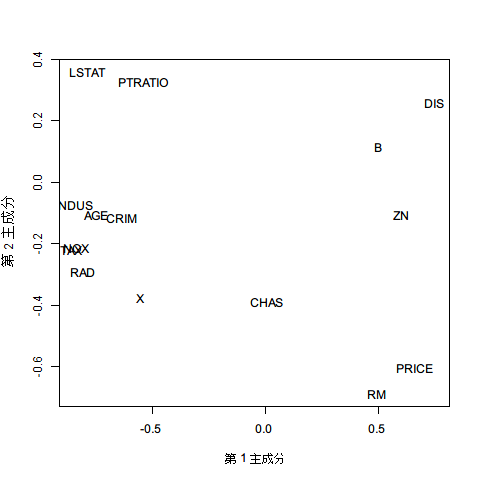 0.4
0.2
0.0
-0.2
-0.4
-0.6
第 2 主成分
LSTAT
PTRATIO
DIS
B
NDUS
AGE
CRIM
ZN
NOX
TAX
RAD
X
CHAS
PRICE
RM
-0.5
0.0
0.5
第 1 主成分